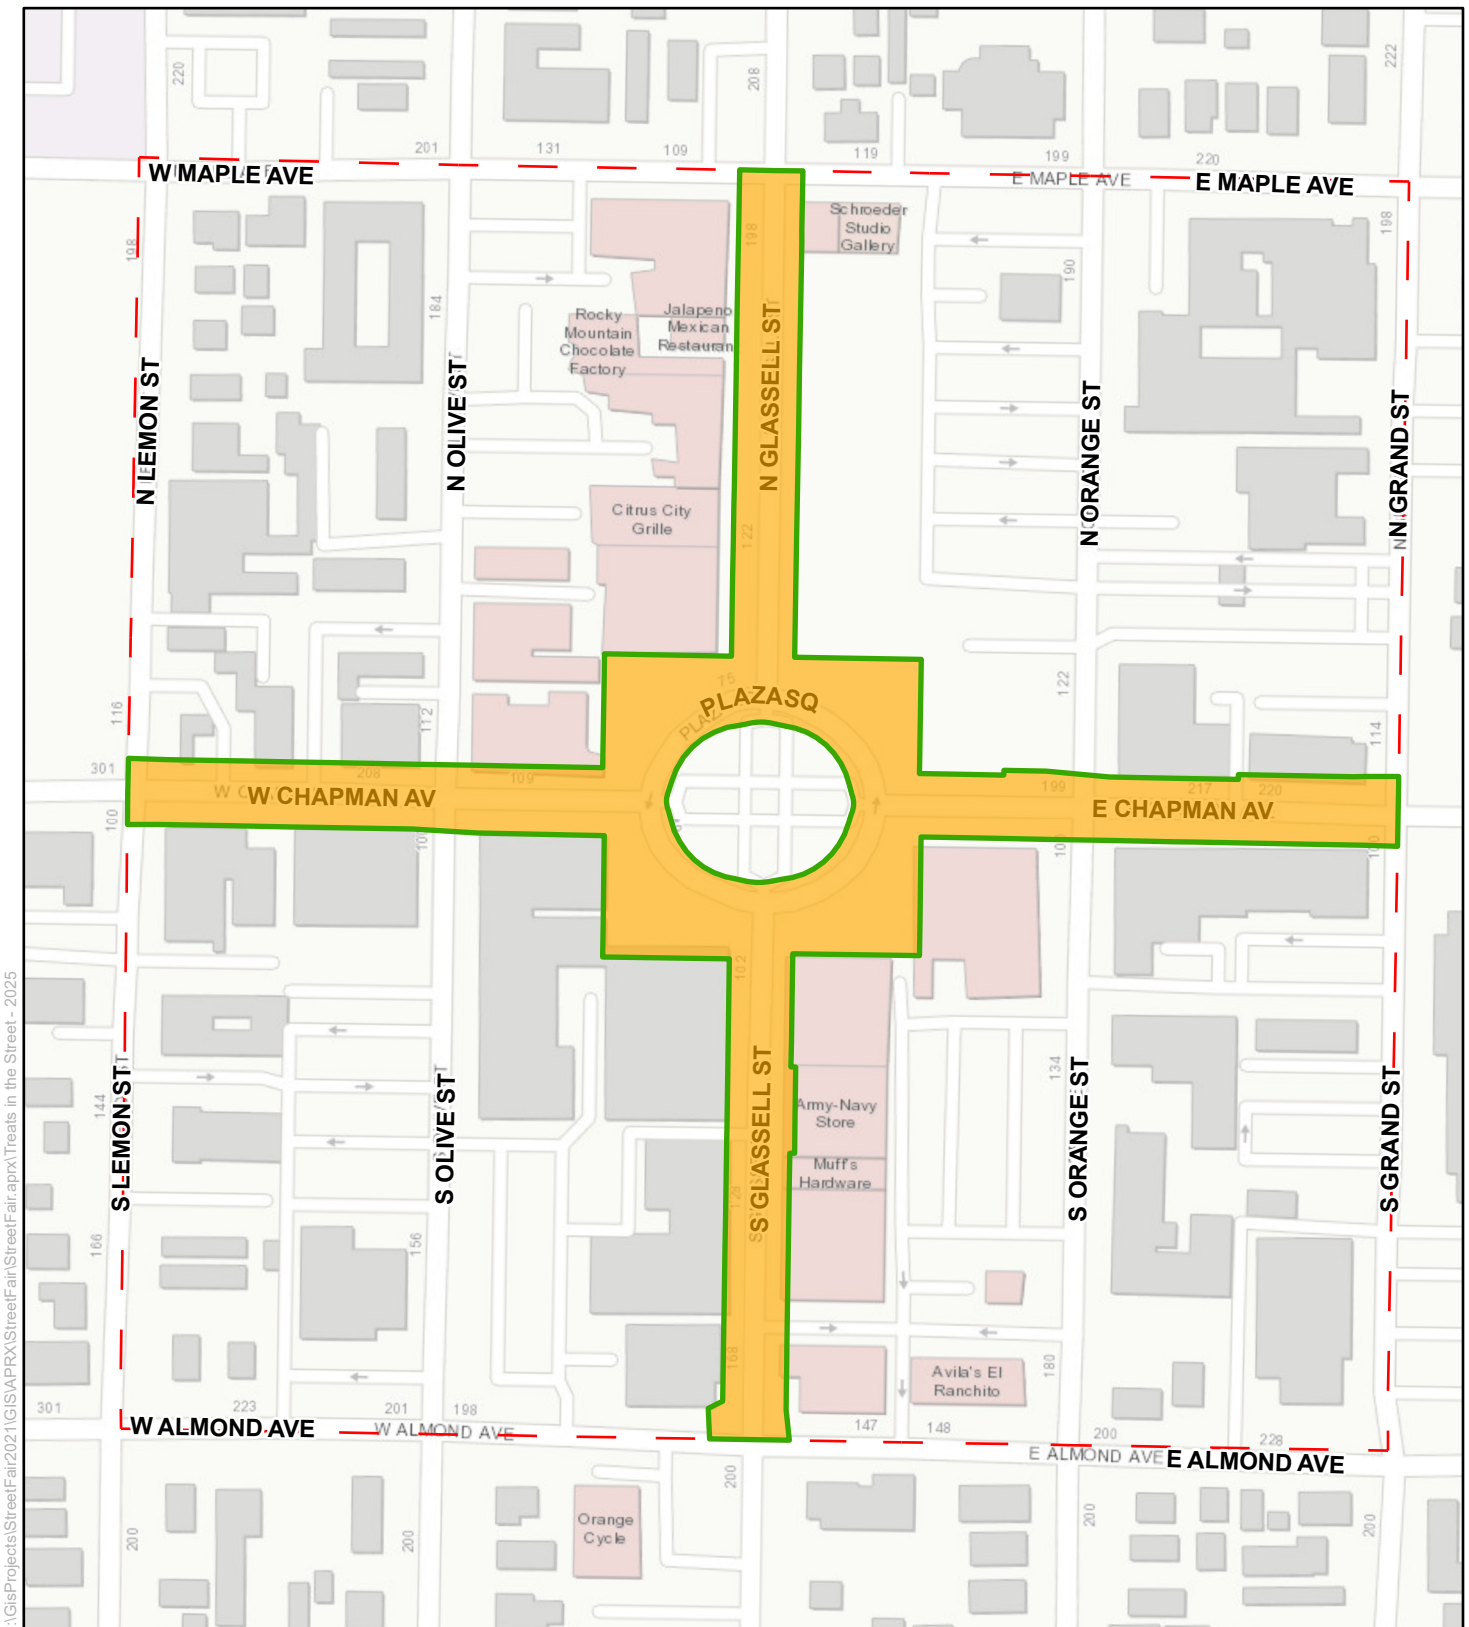 220
208
222
201
131
109
119
199
220
W MAPLE AVE
E MAPLE AVE
E MAPLE AVE
198
198
198
190
184
Schroeder
Studio
Gallery
Rocky
Mountain
Chocolate
Factory
Jalapeno
Mexican
Restaurant
N LEMON ST
N OLIVE ST
N GLASSELL ST
N ORANGE ST
N GRAND ST
Citrus City
Grille
122
122
116
112
114
75
PLAZA SQ
301
208
109
199
217
220
W CHAPMAN AV
E CHAPMAN AV
100
100
100
100
102
S LEMON ST
S OLIVE ST
S GLASSELL ST
S ORANGE ST
S GRAND ST
144
134
Army-Navy
Store
Muff's
Hardware
128
166
156
168
180
Avila's El
Ranchito
301
223
201
198
147
148
200
228
W ALMOND AVE
W ALMOND AVE
E ALMOND AVE
E ALMOND AVE
200
200
200
200
200
Orange
Cycle
:\GisProjects\StreetFair2021\GIS\APRX\StreetFair\StreetFair.aprx\Treats in the Street - 2025